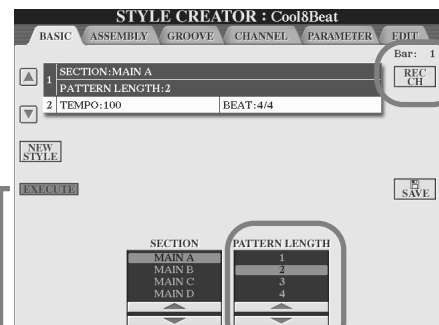 STYLE CREATOR : Cool8Beat
BASIC ASSEMBLY GROOVE CHANNEL PARAMETER EDIT
Bar: 1
REC
CH
1 SECTION:MAIN A
PATTERN LENGTH:2
2 TEMPO:100 BEAT:4/4
NEW
STYLE
EXECUTE
SAVE
SECTION PATTERN LENGTH
MAIN A 1
MAIN B 2
MAIN C 3
MAIN D 4